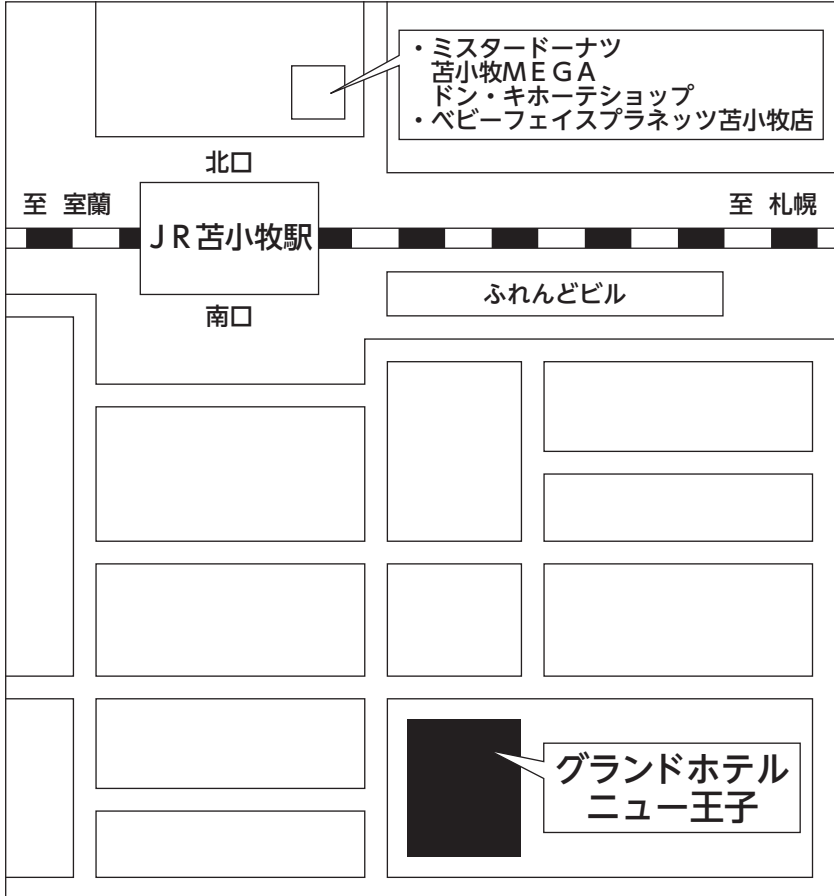 ・ミスタードーナツ
苫小牧ＭＥＧＡ
ドン・キホーテショップ
・ベビーフェイスプラネッツ苫小牧店
北口
至 室蘭
至 札幌
ＪＲ苫小牧駅
ふれんどビル
南口
グランドホテル
ニュー王子